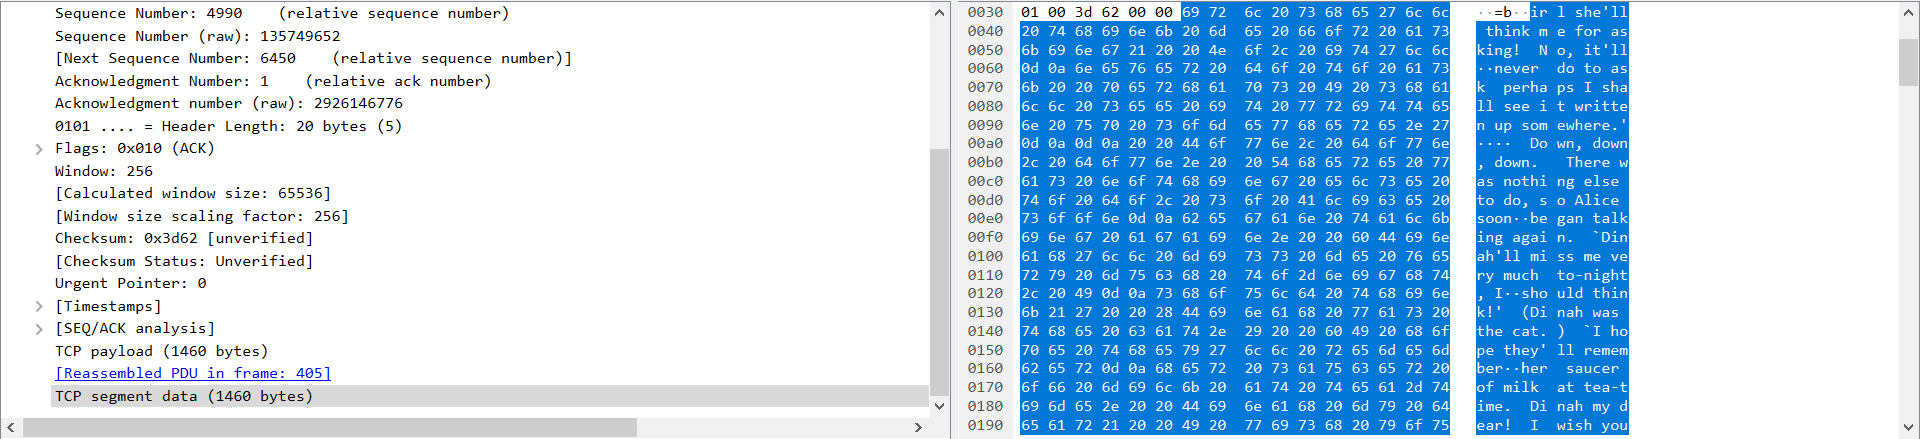 Sequence Number: 4990    (relative sequence number)
Sequence Number (raw): 135749652
[Next Sequence Number: 6450    (relative sequence number)]
Acknowledgment Number: 1    (relative ack number)
Acknowledgment number (raw): 2926146776
0101 .... = Header Length: 20 bytes (5)
Flags: 0x010 (ACK)
Window: 256
[Calculated window size: 65536]
[Window size scaling factor: 256]
Checksum: 0x3d62 [unverified]
[Checksum Status: Unverified]
Urgent Pointer: 0
[Timestamps]
[SEQ/ACK analysis]
TCP payload (1460 bytes)
[Reassembled PDU in frame: 405]
TCP segment data (1460 bytes)
0030  01 00 3d 62 00 00 69 72  6c 20 73 68 65 27 6c 6c  ··=b··ir l she'll
0040  20 74 68 69 6e 6b 20 6d  65 20 66 6f 72 20 61 73   think m e for as
0050  6b 69 6e 67 21 20 20 4e  6f 2c 20 69 74 27 6c 6c  king!  N o, it'll
0060  0d 0a 6e 65 76 65 72 20  64 6f 20 74 6f 20 61 73  ··never  do to as
0070  6b 20 20 70 65 72 68 61  70 73 20 49 20 73 68 61  k  perha ps I sha
0080  6c 6c 20 73 65 65 20 69  74 20 77 72 69 74 74 65  ll see i t writte
0090  6e 20 75 70 20 73 6f 6d  65 77 68 65 72 65 2e 27  n up som ewhere.'
00a0  0d 0a 0d 0a 20 20 44 6f  77 6e 2c 20 64 6f 77 6e  ····  Do wn, down
00b0  2c 20 64 6f 77 6e 2e 20  20 54 68 65 72 65 20 77  , down.   There w
00c0  61 73 20 6e 6f 74 68 69  6e 67 20 65 6c 73 65 20  as nothi ng else
00d0  74 6f 20 64 6f 2c 20 73  6f 20 41 6c 69 63 65 20  to do, s o Alice
00e0  73 6f 6f 6e 0d 0a 62 65  67 61 6e 20 74 61 6c 6b  soon··be gan talk
00f0  69 6e 67 20 61 67 61 69  6e 2e 20 20 60 44 69 6e  ing agai n.  `Din
0100  61 68 27 6c 6c 20 6d 69  73 73 20 6d 65 20 76 65  ah'll mi ss me ve
0110  72 79 20 6d 75 63 68 20  74 6f 2d 6e 69 67 68 74  ry much  to-night
0120  2c 20 49 0d 0a 73 68 6f  75 6c 64 20 74 68 69 6e  , I··sho uld thin
0130  6b 21 27 20 20 28 44 69  6e 61 68 20 77 61 73 20  k!'  (Di nah was
0140  74 68 65 20 63 61 74 2e  29 20 20 60 49 20 68 6f  the cat. )  `I ho
0150  70 65 20 74 68 65 79 27  6c 6c 20 72 65 6d 65 6d  pe they' ll remem
0160  62 65 72 0d 0a 68 65 72  20 73 61 75 63 65 72 20  ber··her  saucer
0170  6f 66 20 6d 69 6c 6b 20  61 74 20 74 65 61 2d 74  of milk  at tea-t
0180  69 6d 65 2e 20 20 44 69  6e 61 68 20 6d 79 20 64  ime.  Di nah my d
0190  65 61 72 21 20 20 49 20  77 69 73 68 20 79 6f 75  ear!  I  wish you